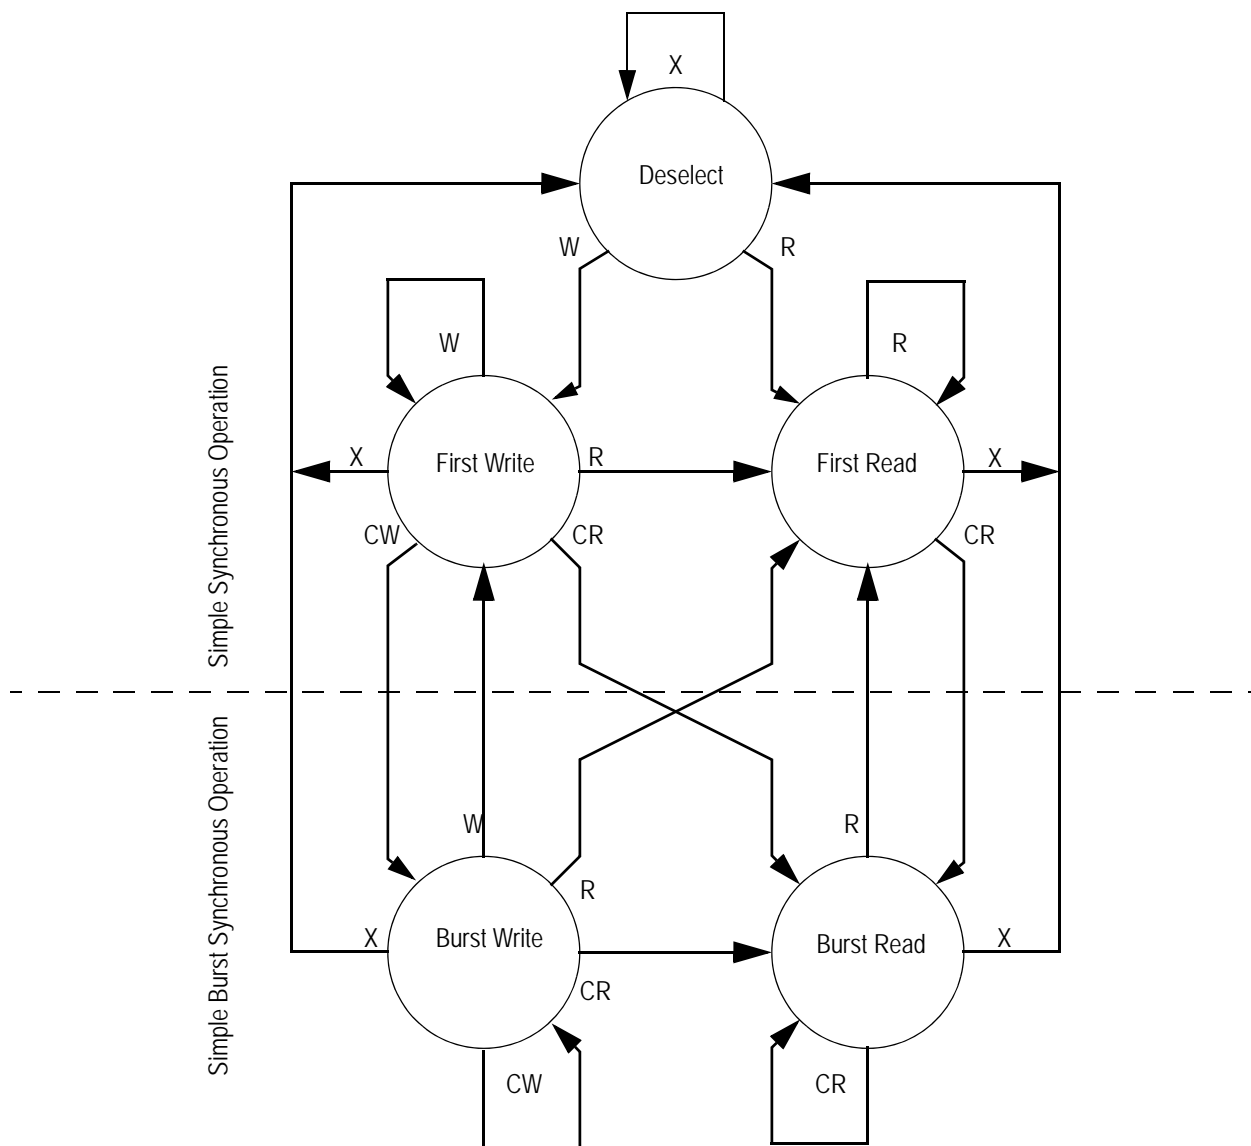 X
Deselect
W
R
W
R
Simple Synchronous Operation
First Write
First Read
X
R
X
CW
CR
CR
Simple Burst Synchronous Operation
W
R
R
X
Burst Write
Burst Read
X
CR
CW
CR